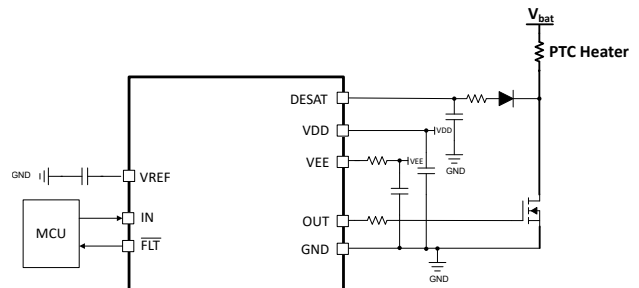 Vbat
PTC Heater
DESAT
VDD
VDD
VEE
VEE
GND
GND
VREF
MCU
IN
FLT
OUT
GND
GND